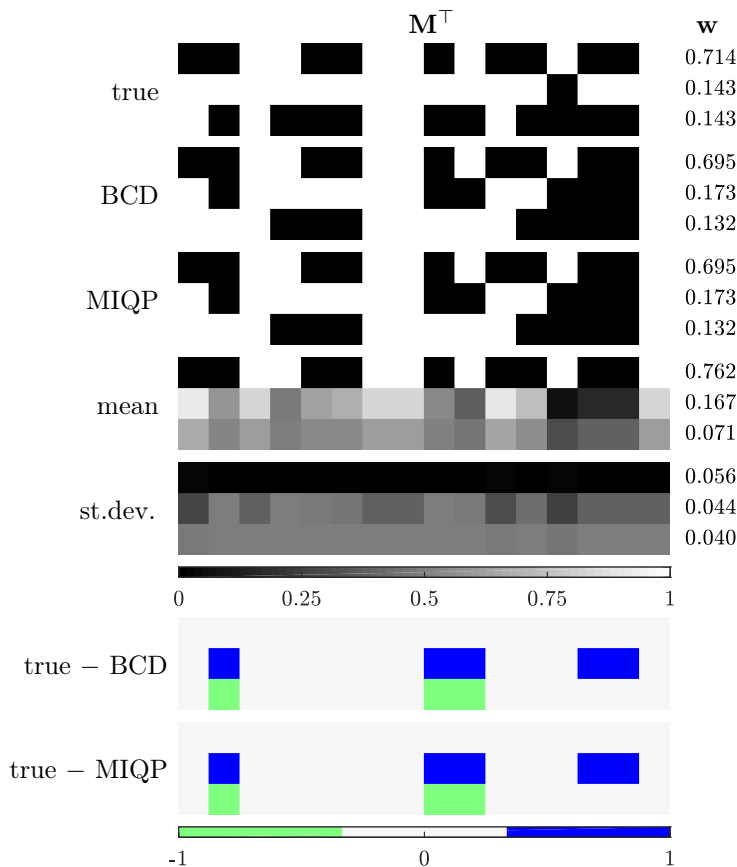 M⊤ w
0.714
true 0.143
0.143
0.695
BCD 0.173
0.132
0.695
MIQP 0.173
0.132
0.762
mean 0.167
0.071
0.056
st.dev. 0.044
0.040
0 0.25 0.5 0.75 1
true − BCD
true − MIQP
-1 0 1